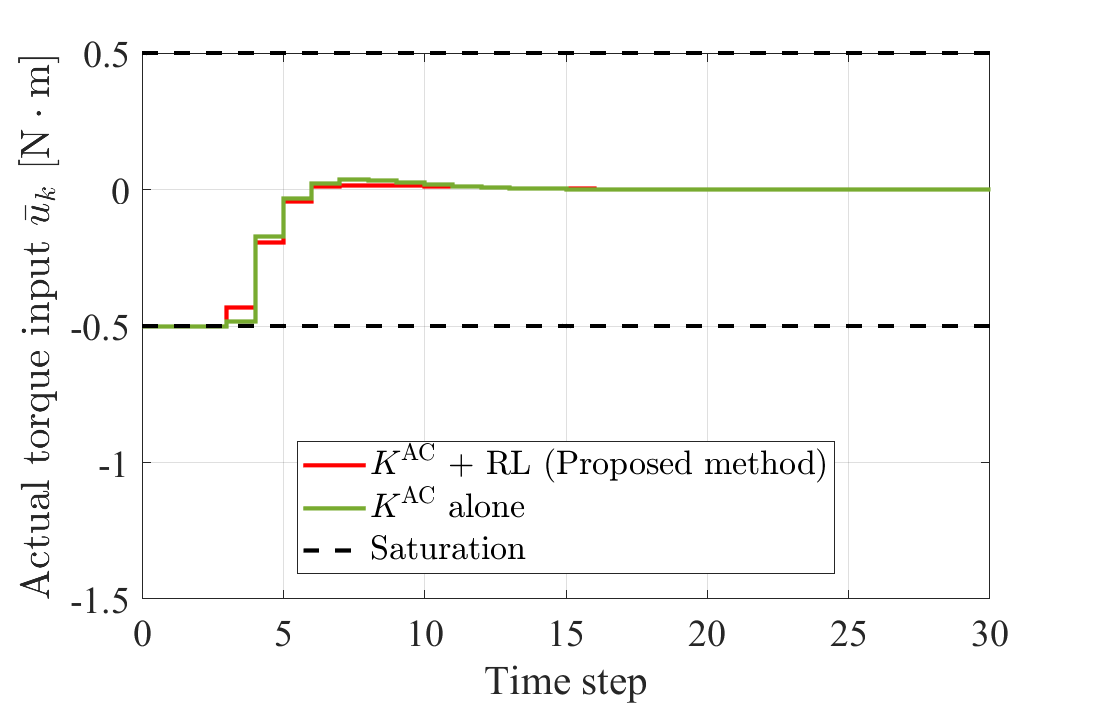 0.5
0
-0.5
-1
-1.5
Actual torque input ūₖ [N · m]
K^AC + RL (Proposed method)
K^AC alone
Saturation
0 5 10 15 20 25 30
Time step